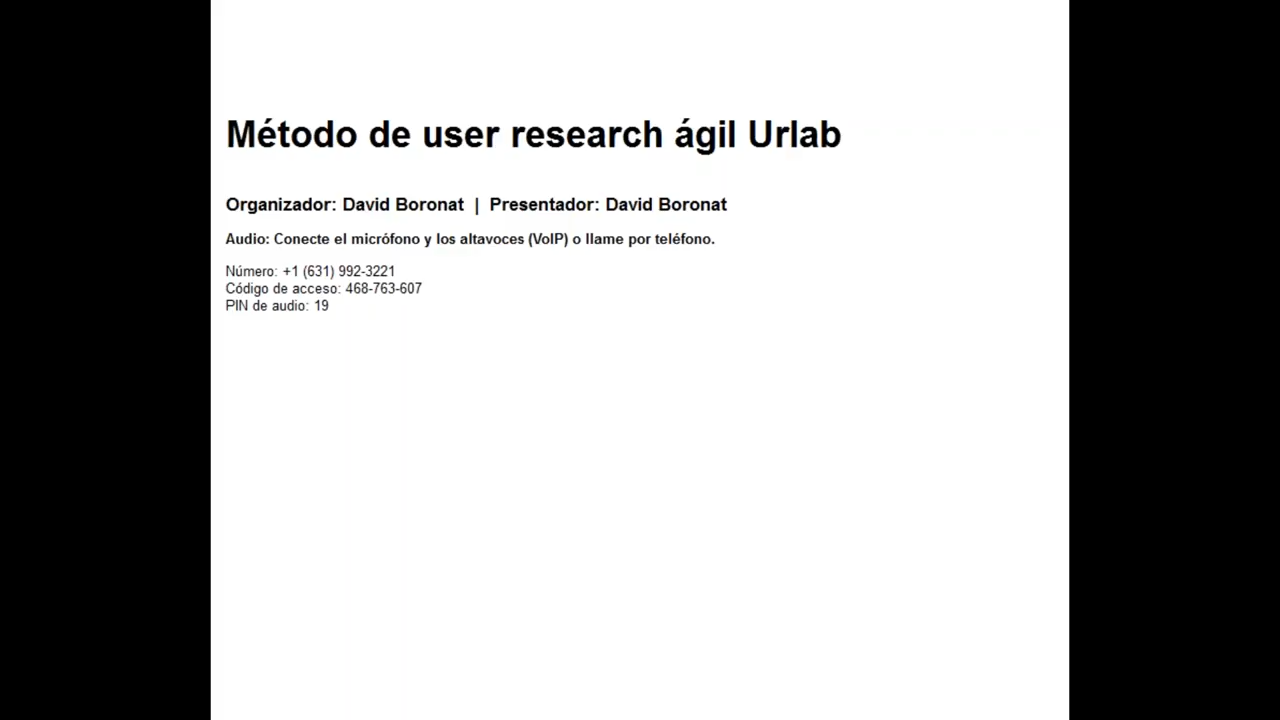 Método de user research ágil Urlab
Organizador: David Boronat | Presentador: David Boronat
Audio: Conecte el micrófono y los altavoces (VoIP) o llame por teléfono.
Número: +1 (631) 992-3221
Código de acceso: 468-763-607
PIN de audio: 19